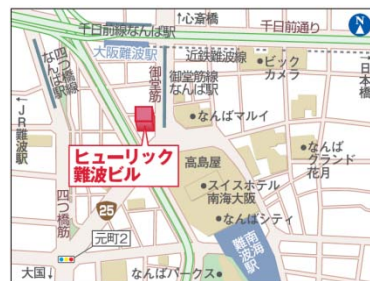 ↑心斎橋
千日前線なんば駅
千日前通り
N
大阪難波駅
近鉄難波線
四つ橋線
なんば駅
御堂筋
御堂筋線
なんば駅
ビック
カメラ
日本橋→
←JR難波駅
なんばマルイ
ヒューリック
難波ビル
高島屋
なんば
グランド
花月
スイスホテル
南海大阪
四つ橋筋
25
なんばシティ
元町2
南海
難波駅
大国↓
なんばパークス